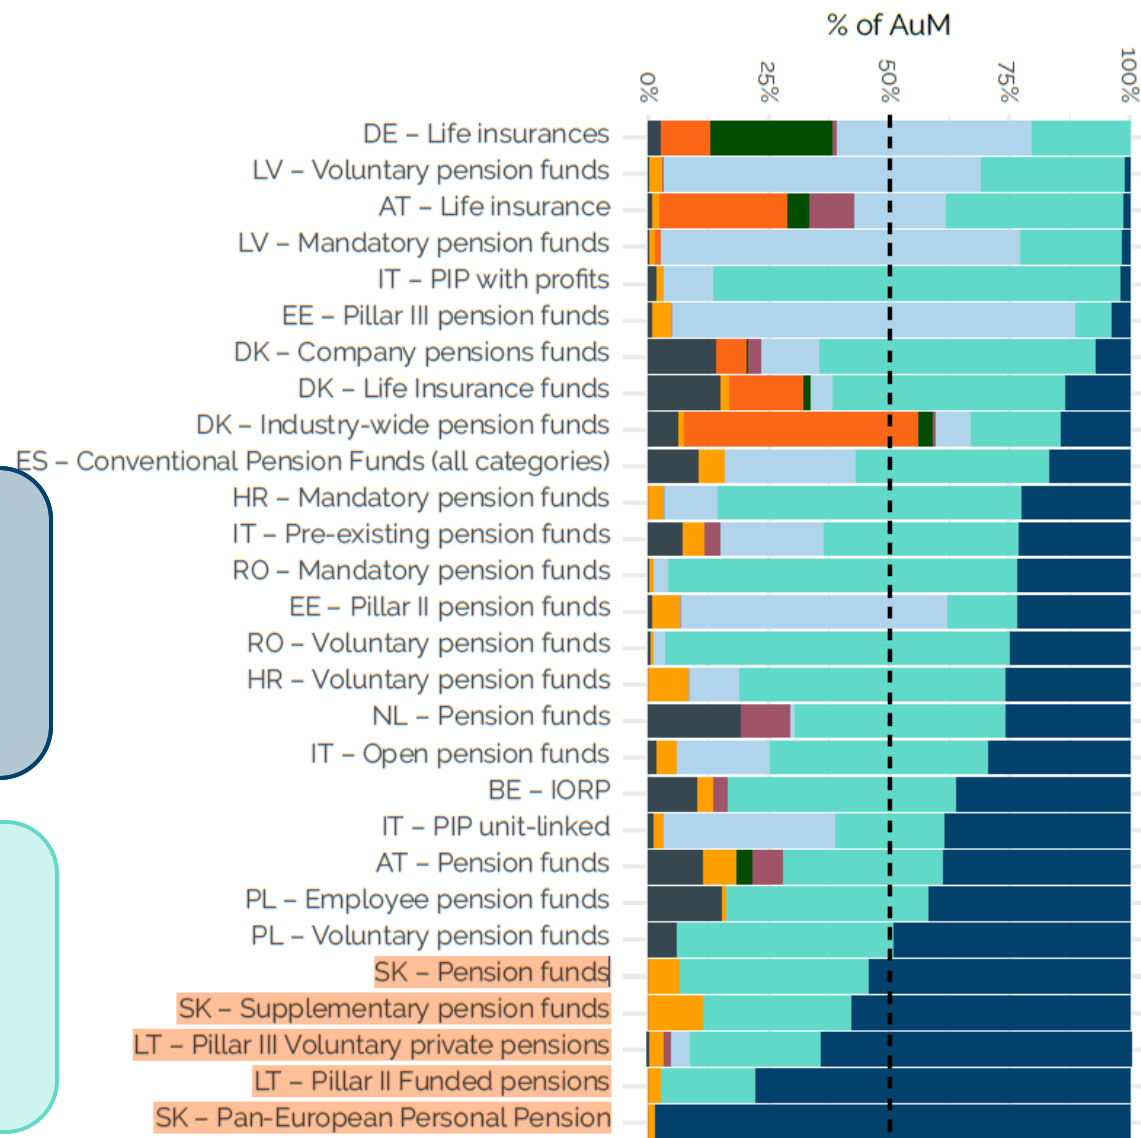 % of AuM
0% 25% 50% 75% 100%
DE – Life insurances
LV – Voluntary pension funds
AT – Life insurance
LV – Mandatory pension funds
IT – PIP with profits
EE – Pillar III pension funds
DK – Company pensions funds
DK – Life Insurance funds
DK – Industry-wide pension funds
ES – Conventional Pension Funds (all categories)
HR – Mandatory pension funds
IT – Pre-existing pension funds
RO – Mandatory pension funds
EE – Pillar II pension funds
RO – Voluntary pension funds
HR – Voluntary pension funds
NL – Pension funds
IT – Open pension funds
BE – IORP
IT – PIP unit-linked
AT – Pension funds
PL – Employee pension funds
PL – Voluntary pension funds
SK – Pension funds
SK – Supplementary pension funds
LT – Pillar III Voluntary private pensions
LT – Pillar II Funded pensions
SK – Pan-European Personal Pension